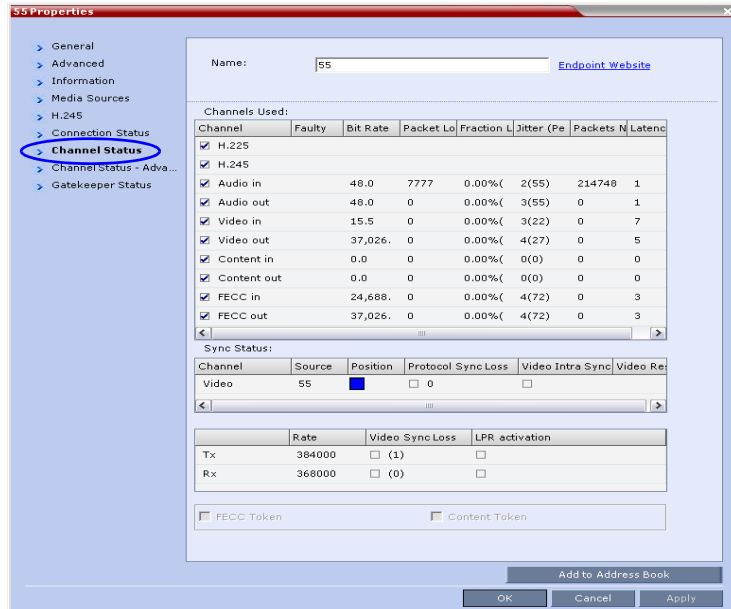 55 Properties
General
Advanced
Information
Media Sources
H.245
Connection Status
Channel Status
Channel Status - Adva...
Gatekeeper Status
Name: 55 Endpoint Website
Channels Used:
Channel Faulty Bit Rate Packet Lo Fraction L Jitter (Pe Packets N Latenc
H.225
H.245
Audio in 48.0 7777 0.00%( 2(55) 214748 1
Audio out 48.0 0 0.00%( 3(55) 0 1
Video in 15.5 0 0.00%( 3(22) 0 7
Video out 37,026. 0 0.00%( 4(27) 0 5
Content in 0.0 0 0.00%( 0(0) 0 0
Content out 0.0 0 0.00%( 0(0) 0 0
FECC in 24,688. 0 0.00%( 4(72) 0 3
FECC out 37,026. 0 0.00%( 4(72) 0 3
Sync Status:
Channel Source Position Protocol Sync Loss Video Intra Sync Video Re
Video 55 0
Rate Video Sync Loss LPR activation
Tx 384000 (1)
Rx 368000 (0)
FECC Token Content Token
Add to Address Book
OK Cancel Apply